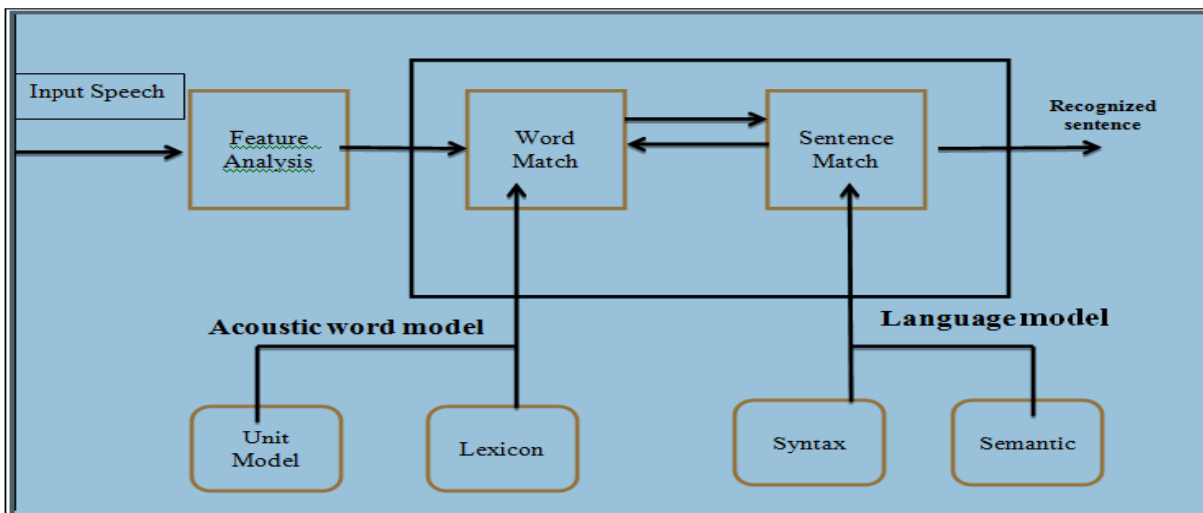 Input Speech
Feature
Analysis
Word
Match
Sentence
Match
Recognized
sentence
Acoustic word model
Language model
Unit
Model
Lexicon
Syntax
Semantic